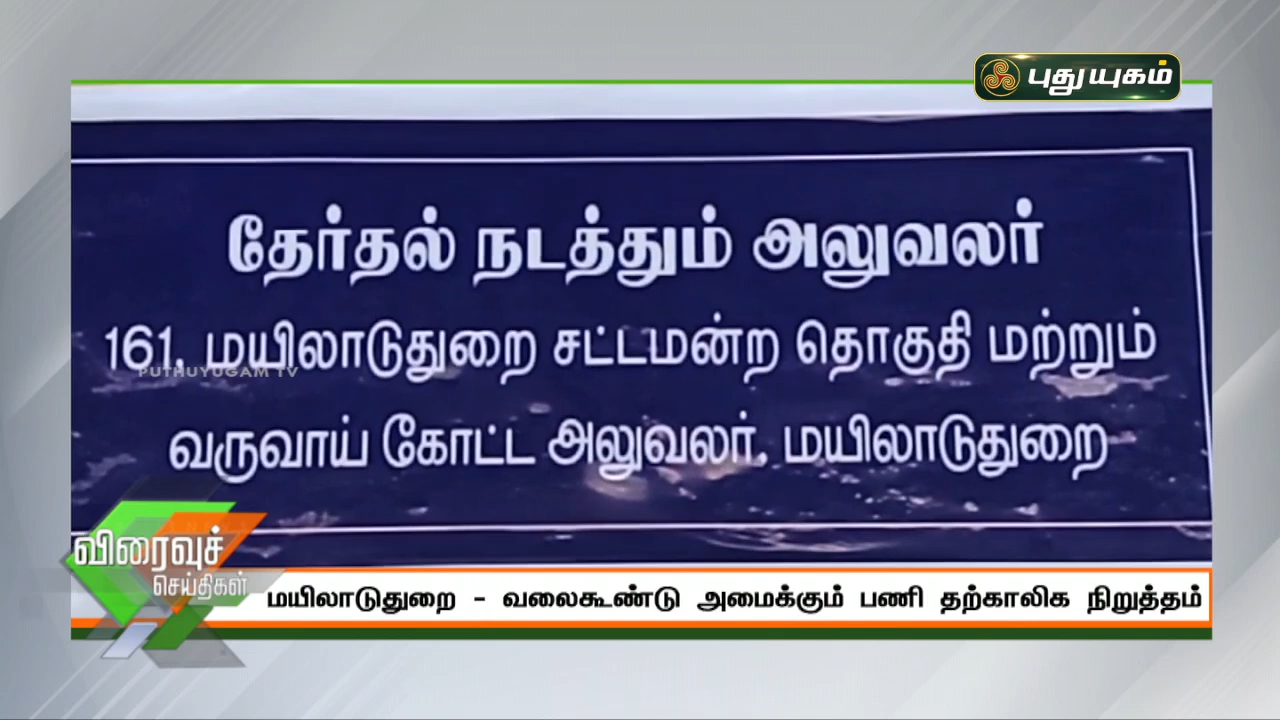 புதுயுகம்
தேர்தல் நடத்தும் அலுவலர்
161, மயிலாடுதுறை சட்டமன்ற தொகுதி மற்றும்
PUTHUYUGAM TV
வருவாய் கோட்ட அலுவலர், மயிலாடுதுறை
விரைவுச்
செய்திகள்
மயிலாடுதுறை - வலைகூண்டு அமைக்கும் பணி தற்காலிக நிறுத்தம்